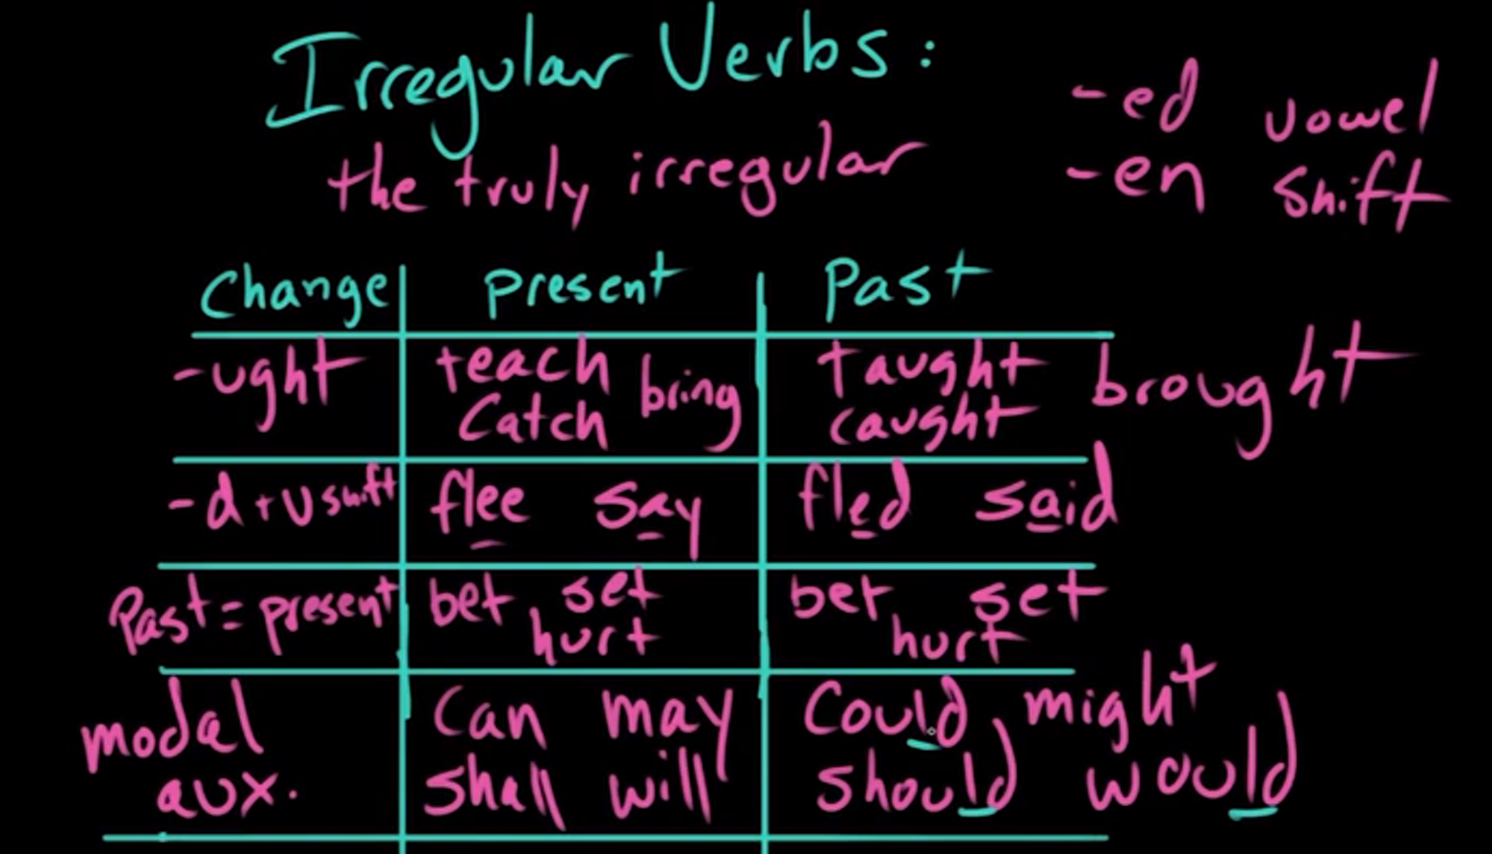 Irregular Verbs:
the truly irregular
-ed vowel
-en shift
Change present Past
-ught teach bring taught brought
catch caught
-d + v shift flee say fled said
Past = present bet set bet set
hurt hurt
modal can may could might
aux. shall will should would